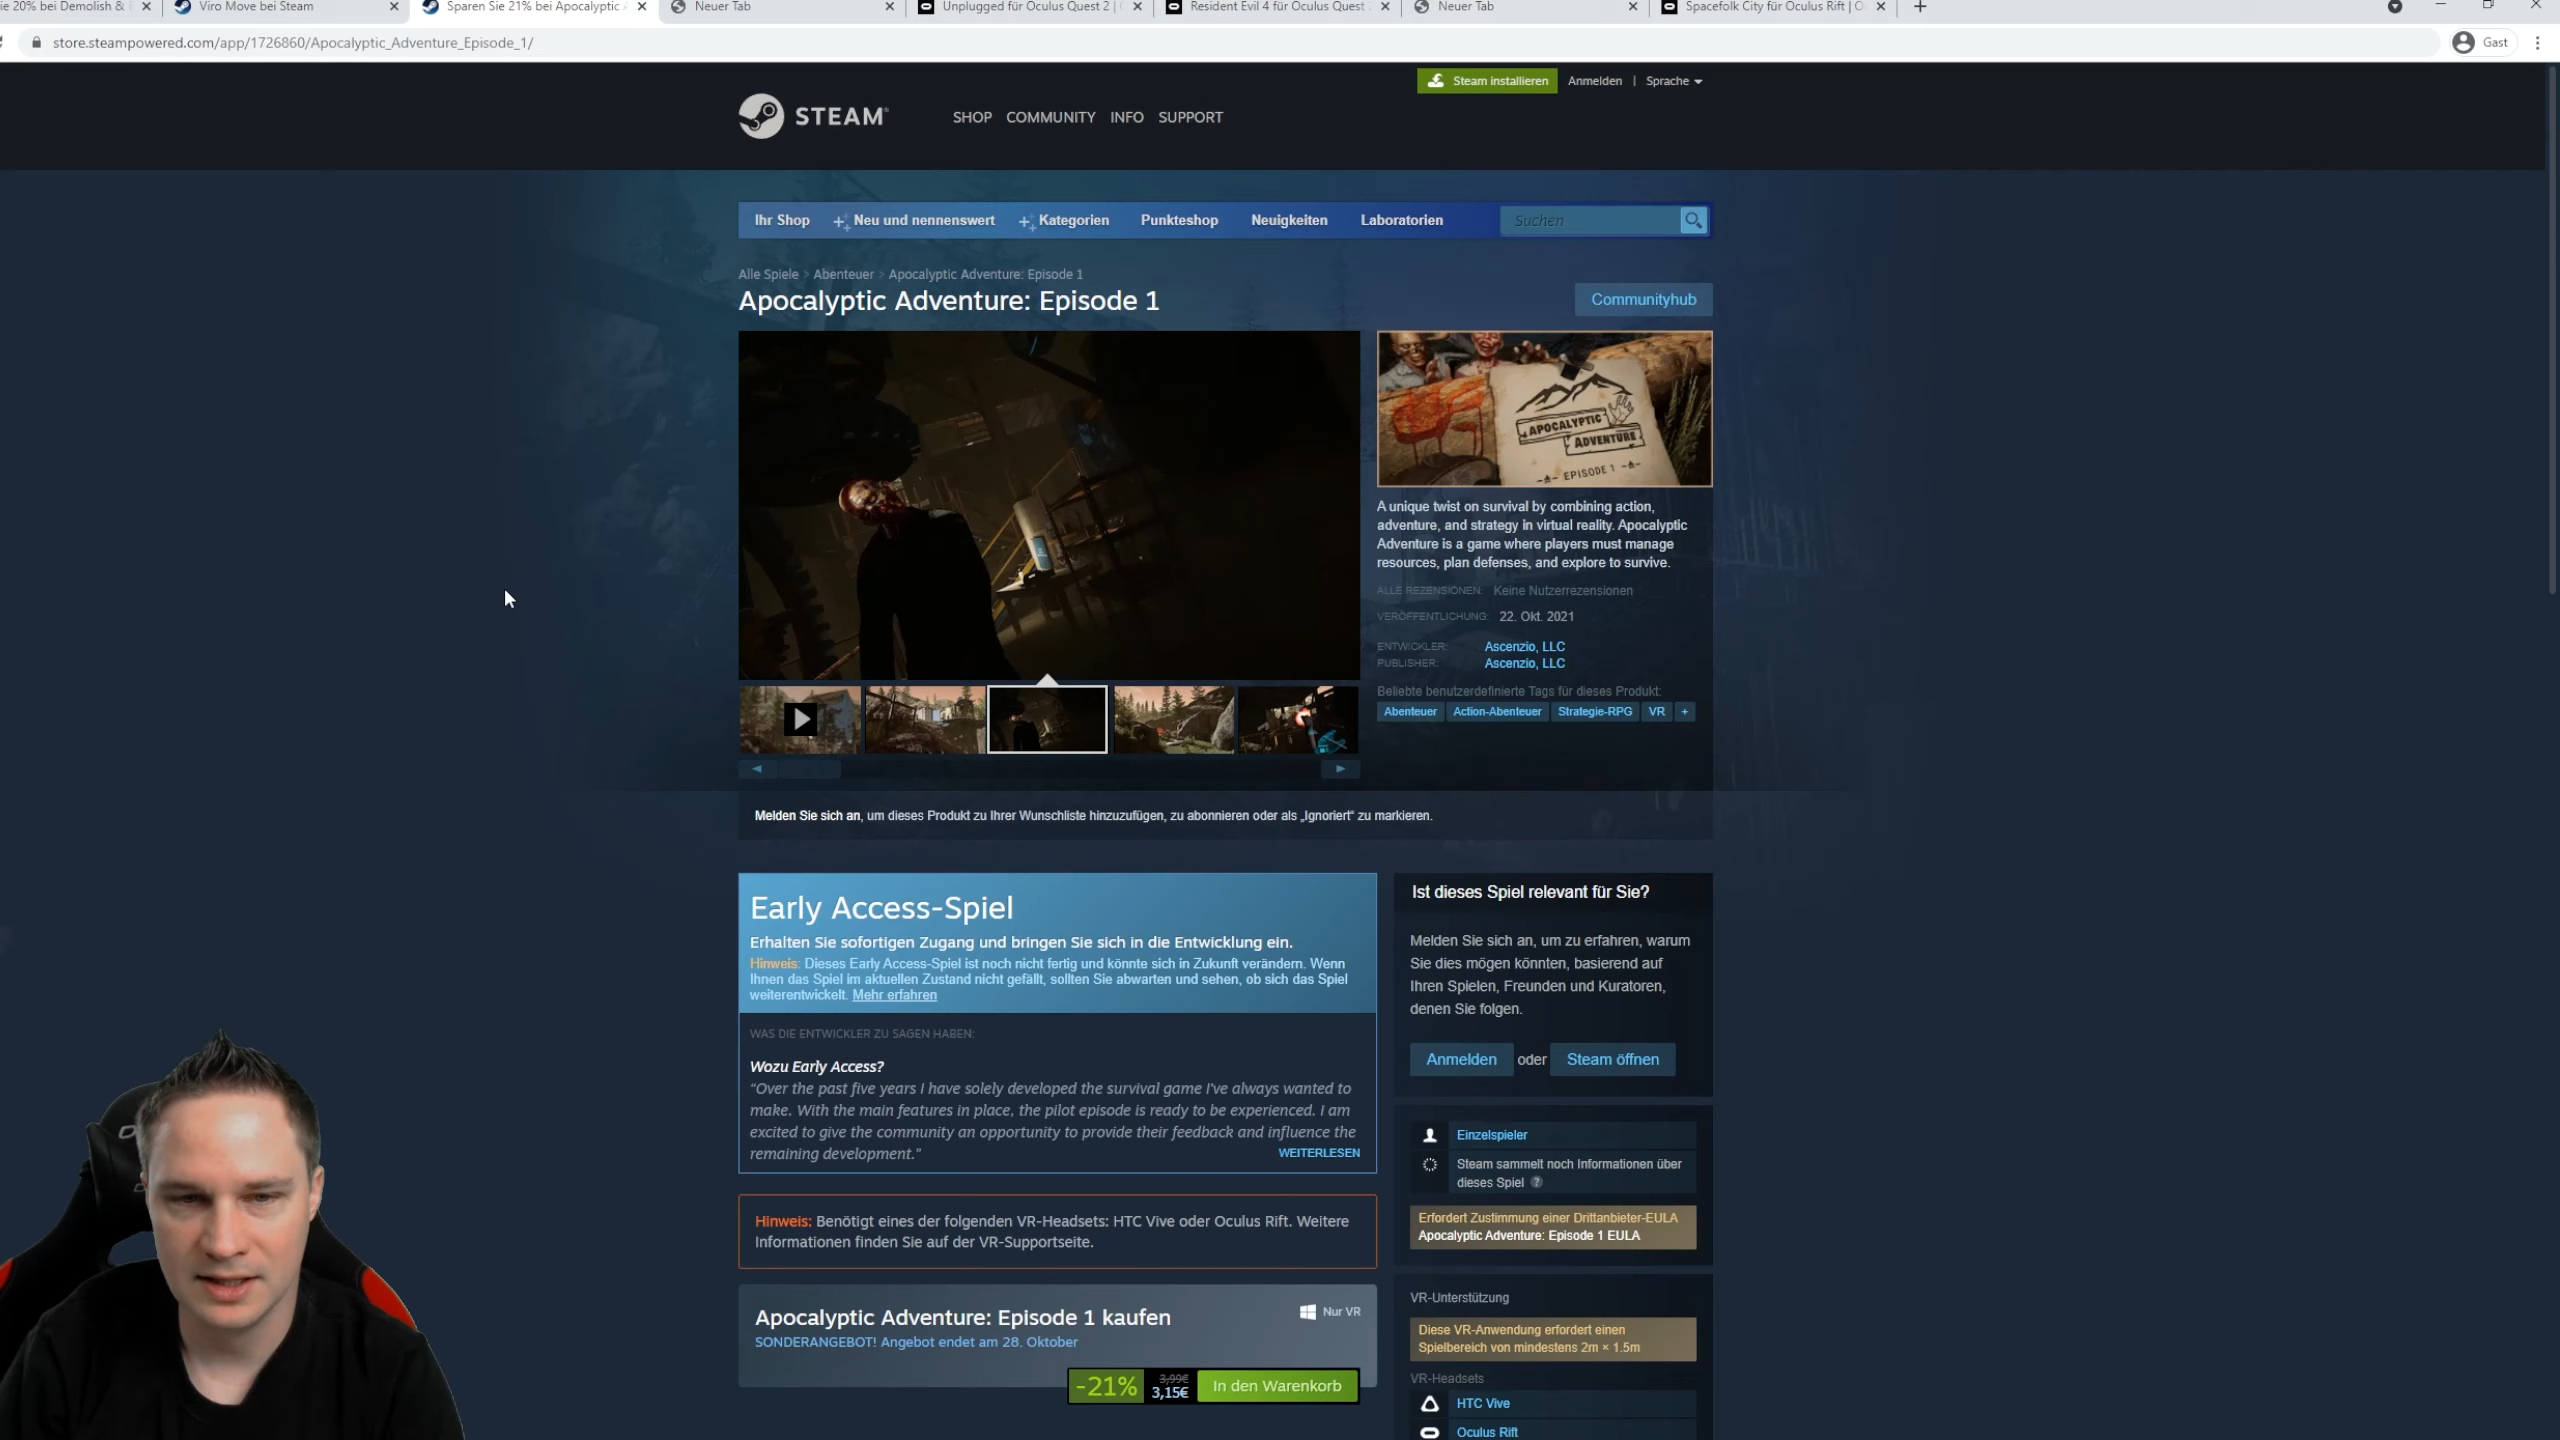 ie 20% bei Demolish &
Viro Move bei Steam
Sparen Sie 21% bei Apocalyptic
Neuer Tab
Unplugged für Oculus Quest 2 |
Resident Evil 4 für Oculus Quest
Neuer Tab
Spacefolk City für Oculus Rift | O
store.steampowered.com/app/1726860/Apocalyptic_Adventure_Episode_1/
Gast
Steam installieren
Anmelden | Sprache
STEAM
SHOP COMMUNITY INFO SUPPORT
Ihr Shop Neu und nennenswert Kategorien Punkteshop Neuigkeiten Laboratorien
Suchen
Alle Spiele > Abenteuer > Apocalyptic Adventure: Episode 1
Apocalyptic Adventure: Episode 1
Communityhub
APOCALYPTIC
ADVENTURE
EPISODE 1
A unique twist on survival by combining action,
adventure, and strategy in virtual reality. Apocalyptic
Adventure is a game where players must manage
resources, plan defenses, and explore to survive.
ALLE REZENSIONEN: Keine Nutzerrezensionen
VERÖFFENTLICHUNG: 22. Okt. 2021
ENTWICKLER: Ascenzio, LLC
PUBLISHER: Ascenzio, LLC
Beliebte benutzerdefinierte Tags für dieses Produkt:
Abenteuer Action-Abenteuer Strategie-RPG VR +
Melden Sie sich an, um dieses Produkt zu Ihrer Wunschliste hinzuzufügen, zu abonnieren oder als „Ignoriert“ zu markieren.
Early Access-Spiel
Erhalten Sie sofortigen Zugang und bringen Sie sich in die Entwicklung ein.
Hinweis: Dieses Early Access-Spiel ist noch nicht fertig und könnte sich in Zukunft verändern. Wenn
Ihnen das Spiel im aktuellen Zustand nicht gefällt, sollten Sie abwarten und sehen, ob sich das Spiel
weiterentwickelt. Mehr erfahren
WAS DIE ENTWICKLER ZU SAGEN HABEN:
Wozu Early Access?
“Over the past five years I have solely developed the survival game I've always wanted to
make. With the main features in place, the pilot episode is ready to be experienced. I am
excited to give the community an opportunity to provide their feedback and influence the
remaining development.”
WEITERLESEN
Hinweis: Benötigt eines der folgenden VR-Headsets: HTC Vive oder Oculus Rift. Weitere
Informationen finden Sie auf der VR-Supportseite.
Apocalyptic Adventure: Episode 1 kaufen
Nur VR
SONDERANGEBOT! Angebot endet am 28. Oktober
-21%
3,99€
3,15€
In den Warenkorb
Ist dieses Spiel relevant für Sie?
Melden Sie sich an, um zu erfahren, warum
Sie dies mögen könnten, basierend auf
Ihren Spielen, Freunden und Kuratoren,
denen Sie folgen.
Anmelden oder Steam öffnen
Einzelspieler
Steam sammelt noch Informationen über
dieses Spiel ?
Erfordert Zustimmung einer Drittanbieter-EULA
Apocalyptic Adventure: Episode 1 EULA
VR-Unterstützung
Diese VR-Anwendung erfordert einen
Spielbereich von mindestens 2m × 1.5m
VR-Headsets
HTC Vive
Oculus Rift